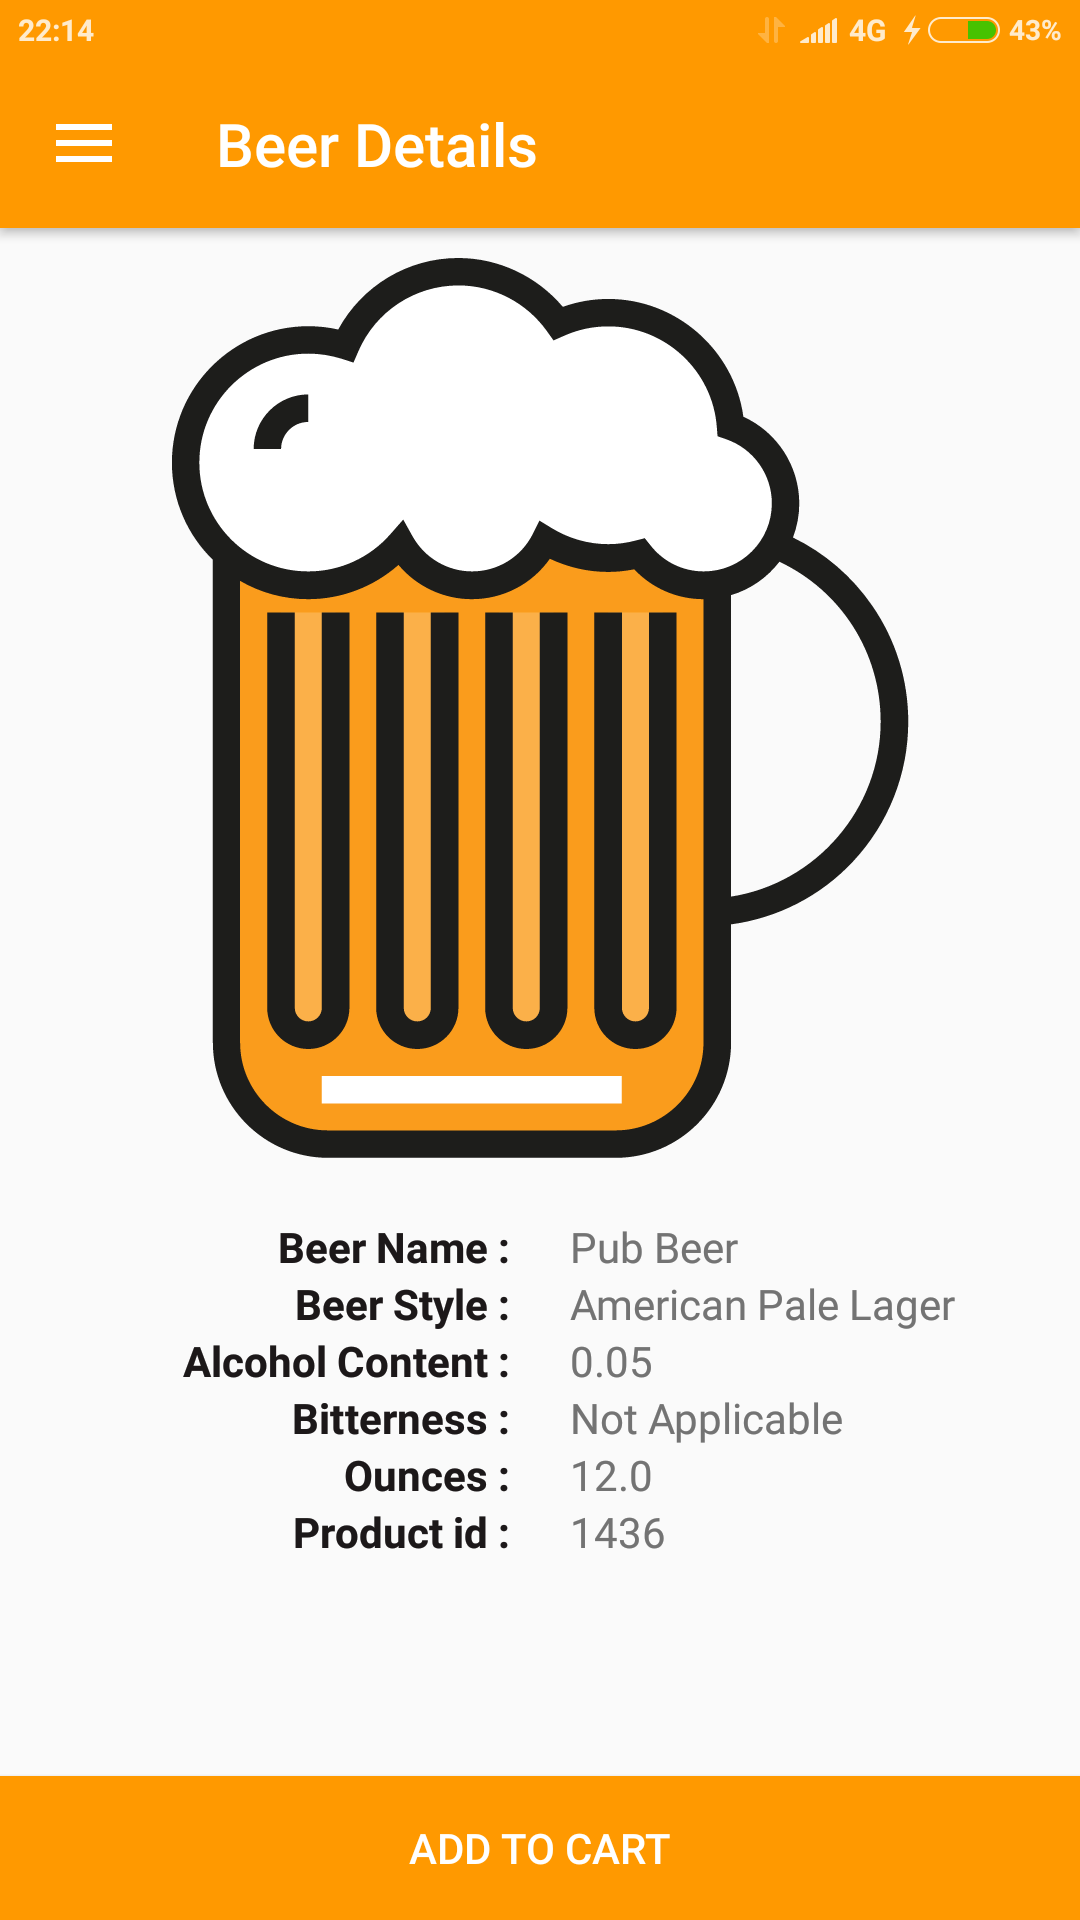 22:14 4G 43%
Beer Details
Beer Name : Pub Beer
Beer Style : American Pale Lager
Alcohol Content : 0.05
Bitterness : Not Applicable
Ounces : 12.0
Product id : 1436
ADD TO CART